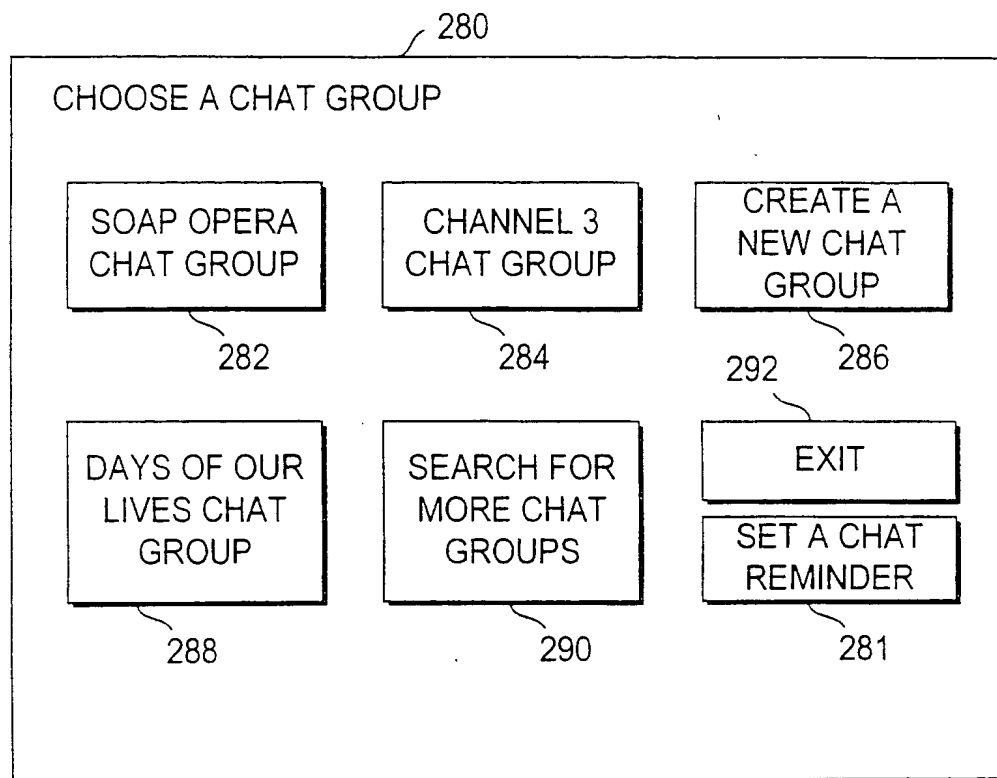 280
CHOOSE A CHAT GROUP
SOAP OPERA
CHAT GROUP
282
CHANNEL 3
CHAT GROUP
284
CREATE A
NEW CHAT
GROUP
286
DAYS OF OUR
LIVES CHAT
GROUP
288
SEARCH FOR
MORE CHAT
GROUPS
290
292
EXIT
SET A CHAT
REMINDER
281